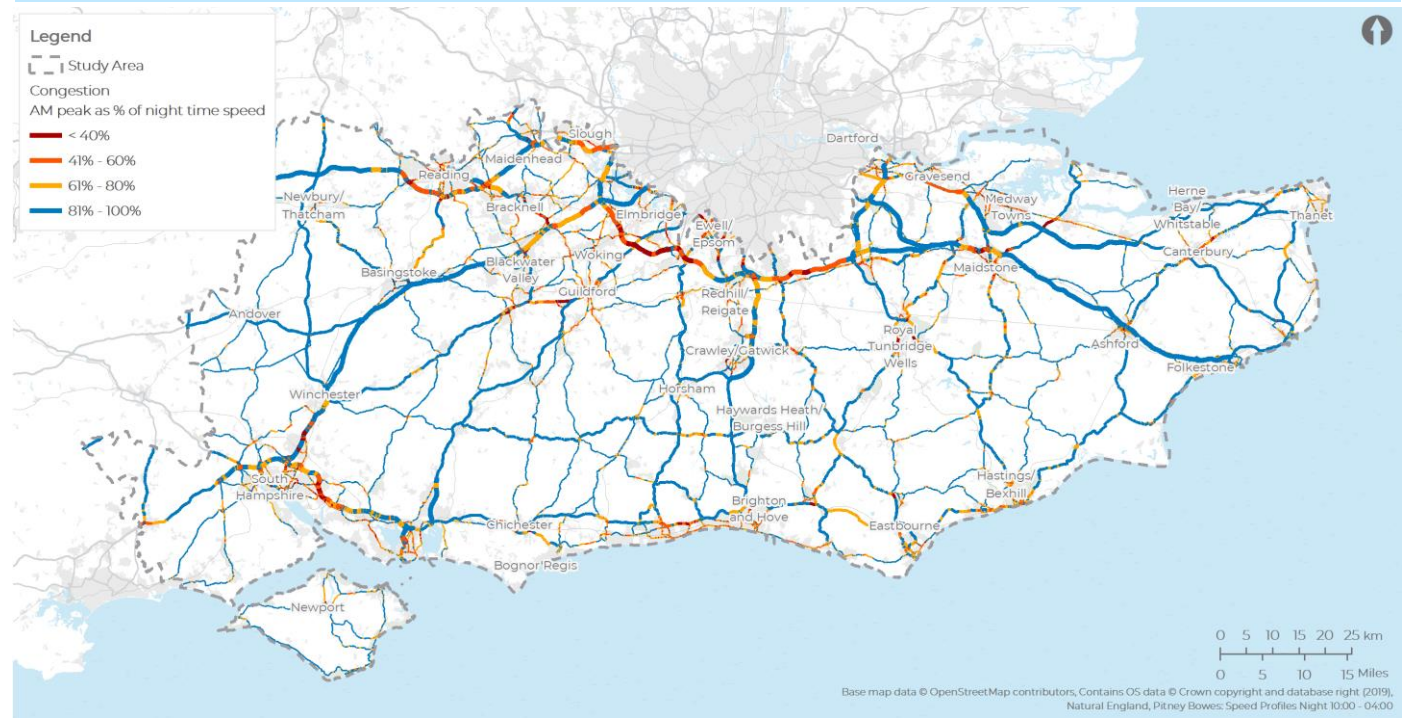 Legend
Study Area
Congestion
AM peak as % of night time speed
< 40%
41% - 60%
61% - 80%
81% - 100%
Slough
Dartford
Maidenhead
Reading
Gravesend
Newbury/
Thatcham
Bracknell
Elmbridge
Medway
Towns
Herne
Bay/
Whitstable
Thanet
Ewell/
Epsom
Woking
Blackwater
Valley
Basingstoke
Canterbury
Maidstone
Guildford
Redhill/
Reigate
Andover
Royal
Tunbridge
Wells
Ashford
Crawley/Gatwick
Folkestone
Winchester
Horsham
Haywards Heath/
Burgess Hill
South
Hampshire
Hastings/
Bexhill
Brighton
and Hove
Chichester
Eastbourne
Bognor Regis
Newport
0 5 10 15 20 25 km
0 5 10 15 Miles
Base map data © OpenStreetMap contributors, Contains OS data © Crown copyright and database right (2019),
Natural England, Pitney Bowes: Speed Profiles Night 10:00 - 04:00